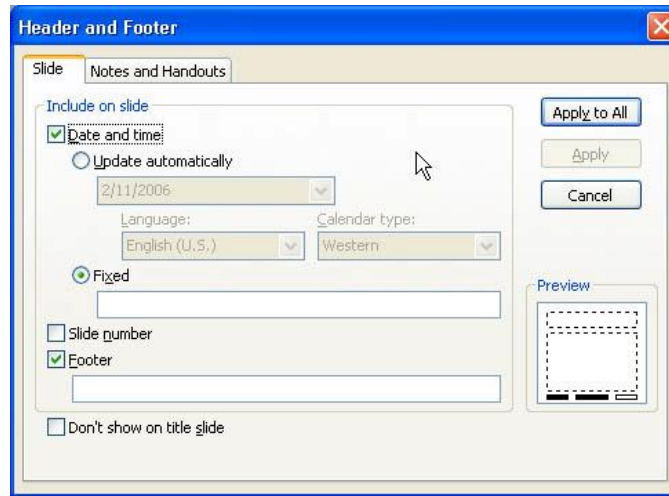 Header and Footer
Slide Notes and Handouts
Include on slide
Date and time
Update automatically
2/11/2006
Language: Calendar type:
English (U.S.) Western
Fixed
Slide number
Footer
Don't show on title slide
Apply to All
Apply
Cancel
Preview